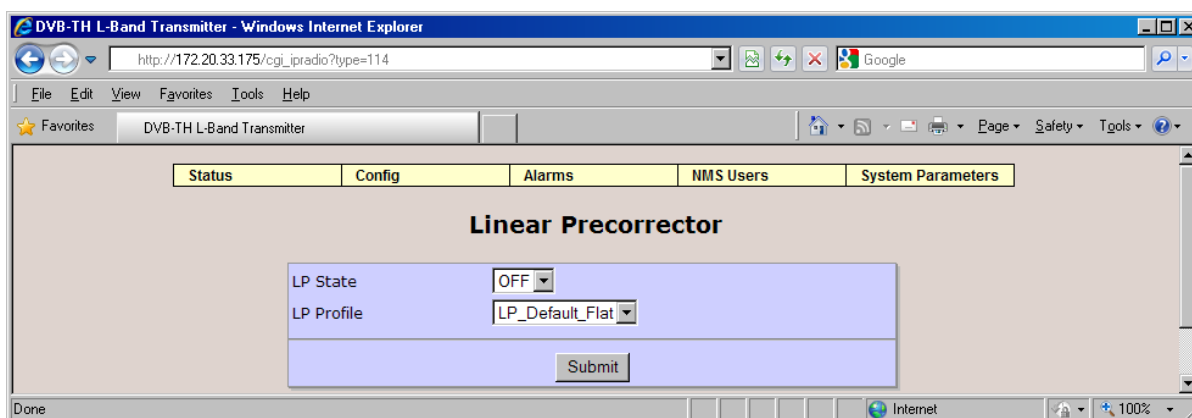 DVB-TH L-Band Transmitter - Windows Internet Explorer
http://172.20.33.175/cgi_ipradio?type=114
Google
File Edit View Favorites Tools Help
Favorites DVB-TH L-Band Transmitter Page Safety Tools
Status Config Alarms NMS Users System Parameters
Linear Precorrector
LP State OFF
LP Profile LP_Default_Flat
Submit
Done Internet 100%